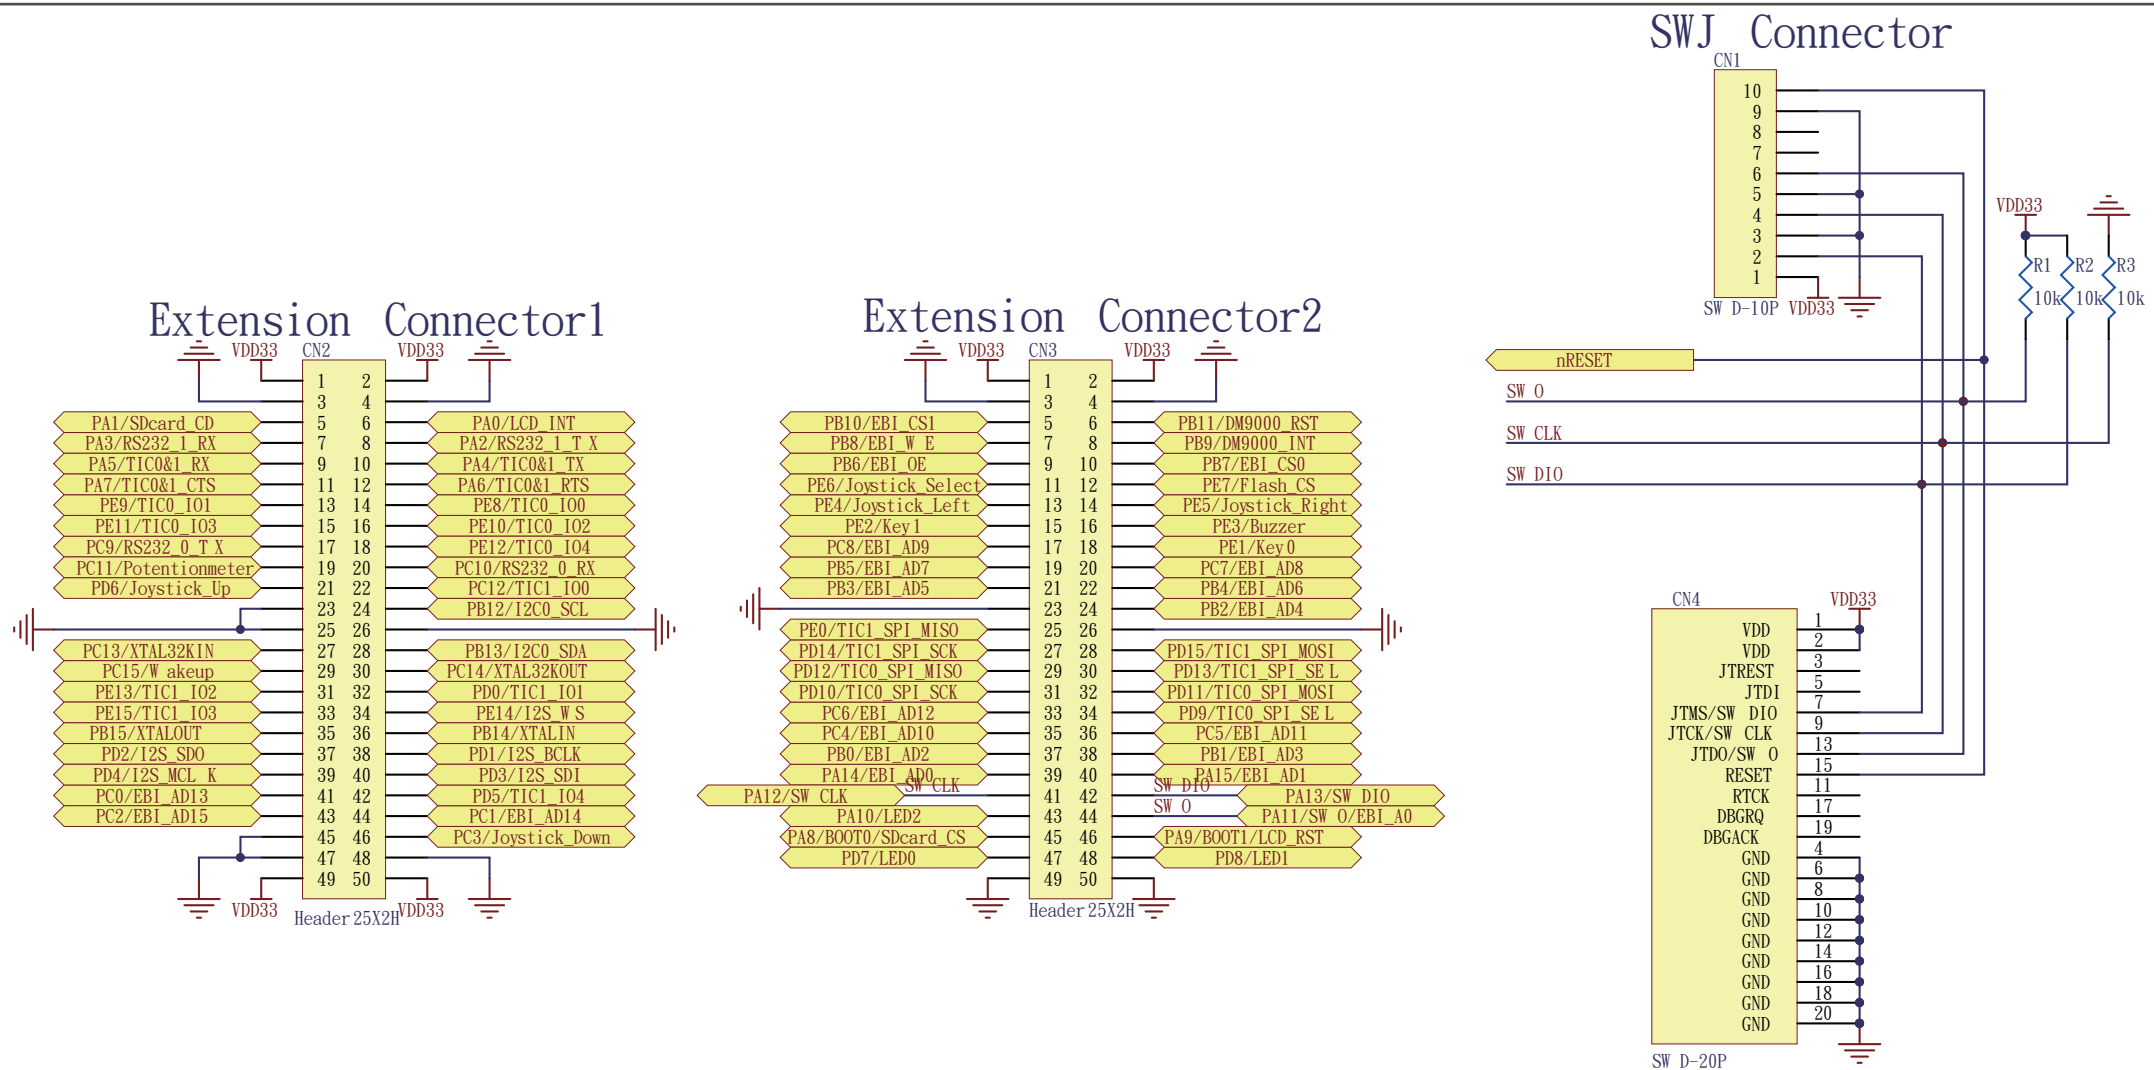 SWJ Connector
CN1
10
9
8
7
6
5
4
3
2
1
SW D-10P VDD33
VDD33
R1 R2 R3
10k 10k 10k
nRESET
SW O
SW CLK
SW DIO
Extension Connector1
VDD33 CN2 VDD33
1 2
3 4
PA1/SDcard_CD 5 6 PA0/LCD_INT
PA3/RS232_1_RX 7 8 PA2/RS232_1_T X
PA5/TIC0&1_RX 9 10 PA4/TIC0&1_TX
PA7/TIC0&1_CTS 11 12 PA6/TIC0&1_RTS
PE9/TIC0_IO1 13 14 PE8/TIC0_IO0
PE11/TIC0_IO3 15 16 PE10/TIC0_IO2
PC9/RS232_0_T X 17 18 PE12/TIC0_IO4
PC11/Potentionmeter 19 20 PC10/RS232_0_RX
PD6/Joystick_Up 21 22 PC12/TIC1_IO0
23 24 PB12/I2C0_SCL
25 26
PC13/XTAL32KIN 27 28 PB13/I2C0_SDA
PC15/W akeup 29 30 PC14/XTAL32KOUT
PE13/TIC1_IO2 31 32 PD0/TIC1_IO1
PE15/TIC1_IO3 33 34 PE14/I2S_W S
PB15/XTALOUT 35 36 PB14/XTALIN
PD2/I2S_SDO 37 38 PD1/I2S_BCLK
PD4/I2S_MCL K 39 40 PD3/I2S_SDI
PC0/EBI_AD13 41 42 PD5/TIC1_IO4
PC2/EBI_AD15 43 44 PC1/EBI_AD14
45 46 PC3/Joystick_Down
47 48
49 50
VDD33 Header 25X2H VDD33
Extension Connector2
VDD33 CN3 VDD33
1 2
3 4
PB10/EBI_CS1 5 6 PB11/DM9000_RST
PB8/EBI_W E 7 8 PB9/DM9000_INT
PB6/EBI_OE 9 10 PB7/EBI_CS0
PE6/Joystick_Select 11 12 PE7/Flash_CS
PE4/Joystick_Left 13 14 PE5/Joystick_Right
PE2/Key1 15 16 PE3/Buzzer
PC8/EBI_AD9 17 18 PE1/Key0
PB5/EBI_AD7 19 20 PC7/EBI_AD8
PB3/EBI_AD5 21 22 PB4/EBI_AD6
23 24 PB2/EBI_AD4
PE0/TIC1_SPI_MISO 25 26
PD14/TIC1_SPI_SCK 27 28 PD15/TIC1_SPI_MOSI
PD12/TIC0_SPI_MISO 29 30 PD13/TIC1_SPI_SE L
PD10/TIC0_SPI_SCK 31 32 PD11/TIC0_SPI_MOSI
PC6/EBI_AD12 33 34 PD9/TIC0_SPI_SE L
PC4/EBI_AD10 35 36 PC5/EBI_AD11
PB0/EBI_AD2 37 38 PB1/EBI_AD3
PA14/EBI_AD0 39 40 PA15/EBI_AD1
SW CLK SW DIO
PA12/SW CLK 41 42 PA13/SW DIO
SW O
PA10/LED2 43 44 PA11/SW O/EBI_A0
PA8/BOOT0/SDcard_CS 45 46 PA9/BOOT1/LCD_RST
PD7/LED0 47 48 PD8/LED1
49 50
Header 25X2H
CN4 VDD33
VDD 1
VDD 2
JTREST 3
JTDI 5
JTMS/SW DIO 7
JTCK/SW CLK 9
JTDO/SW O 13
RESET 15
RTCK 11
DBGRQ 17
DBGACK 19
GND 4
GND 6
GND 8
GND 10
GND 12
GND 14
GND 16
GND 18
GND 20
SW D-20P